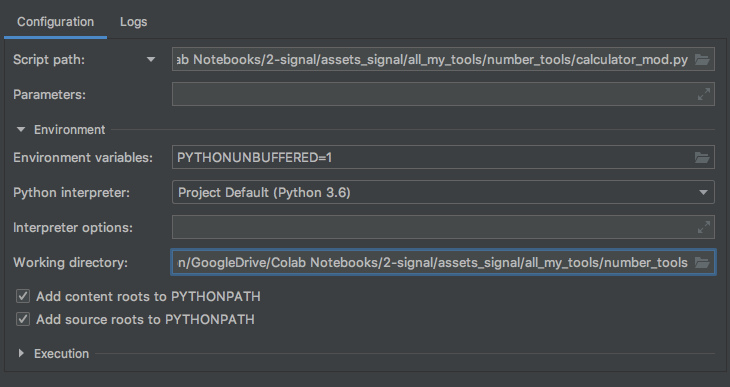 Configuration Logs
Script path: ab Notebooks/2-signal/assets_signal/all_my_tools/number_tools/calculator_mod.py
Parameters:
Environment
Environment variables: PYTHONUNBUFFERED=1
Python interpreter: Project Default (Python 3.6)
Interpreter options:
Working directory: n/GoogleDrive/Colab Notebooks/2-signal/assets_signal/all_my_tools/number_tools
Add content roots to PYTHONPATH
Add source roots to PYTHONPATH
Execution